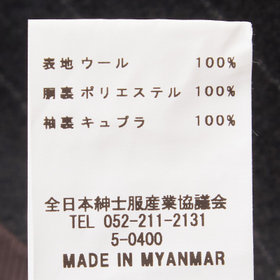 表地 ウール 100%
胴裏 ポリエステル 100%
袖裏 キュプラ 100%
全日本紳士服産業協議会
TEL 052-211-2131
5-0400
MADE IN MYANMAR